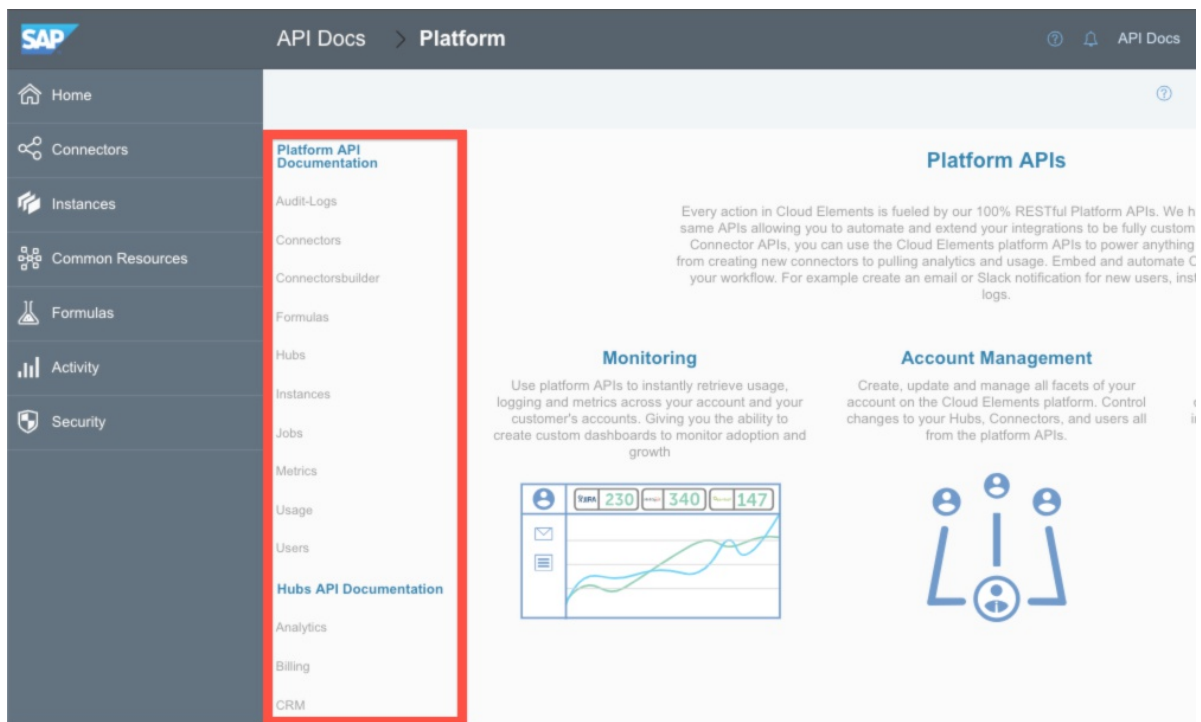 SAP
API Docs > Platform
API Docs
Home
Connectors
Instances
Common Resources
Formulas
Activity
Security
Platform API
Documentation
Audit-Logs
Connectors
Connectorsbuilder
Formulas
Hubs
Instances
Jobs
Metrics
Usage
Users
Hubs API Documentation
Analytics
Billing
CRM
Platform APIs
Every action in Cloud Elements is fueled by our 100% RESTful Platform APIs. We h
same APIs allowing you to automate and extend your integrations to be fully custom
Connector APIs, you can use the Cloud Elements platform APIs to power anything
from creating new connectors to pulling analytics and usage. Embed and automate C
your workflow. For example create an email or Slack notification for new users, inst
logs.
Monitoring
Use platform APIs to instantly retrieve usage,
logging and metrics across your account and your
customer's accounts. Giving you the ability to
create custom dashboards to monitor adoption and
growth
230
340
147
Account Management
Create, update and manage all facets of your
account on the Cloud Elements platform. Control
changes to your Hubs, Connectors, and users all
from the platform APIs.